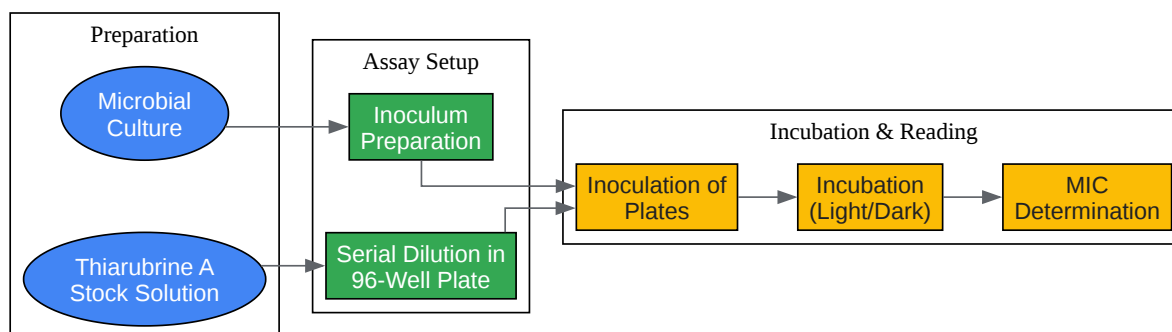 Preparation
Microbial
Culture
Thiarubrine A
Stock Solution
Assay Setup
Inoculum
Preparation
Serial Dilution in
96-Well Plate
Incubation & Reading
Inoculation of
Plates
Incubation
(Light/Dark)
MIC
Determination